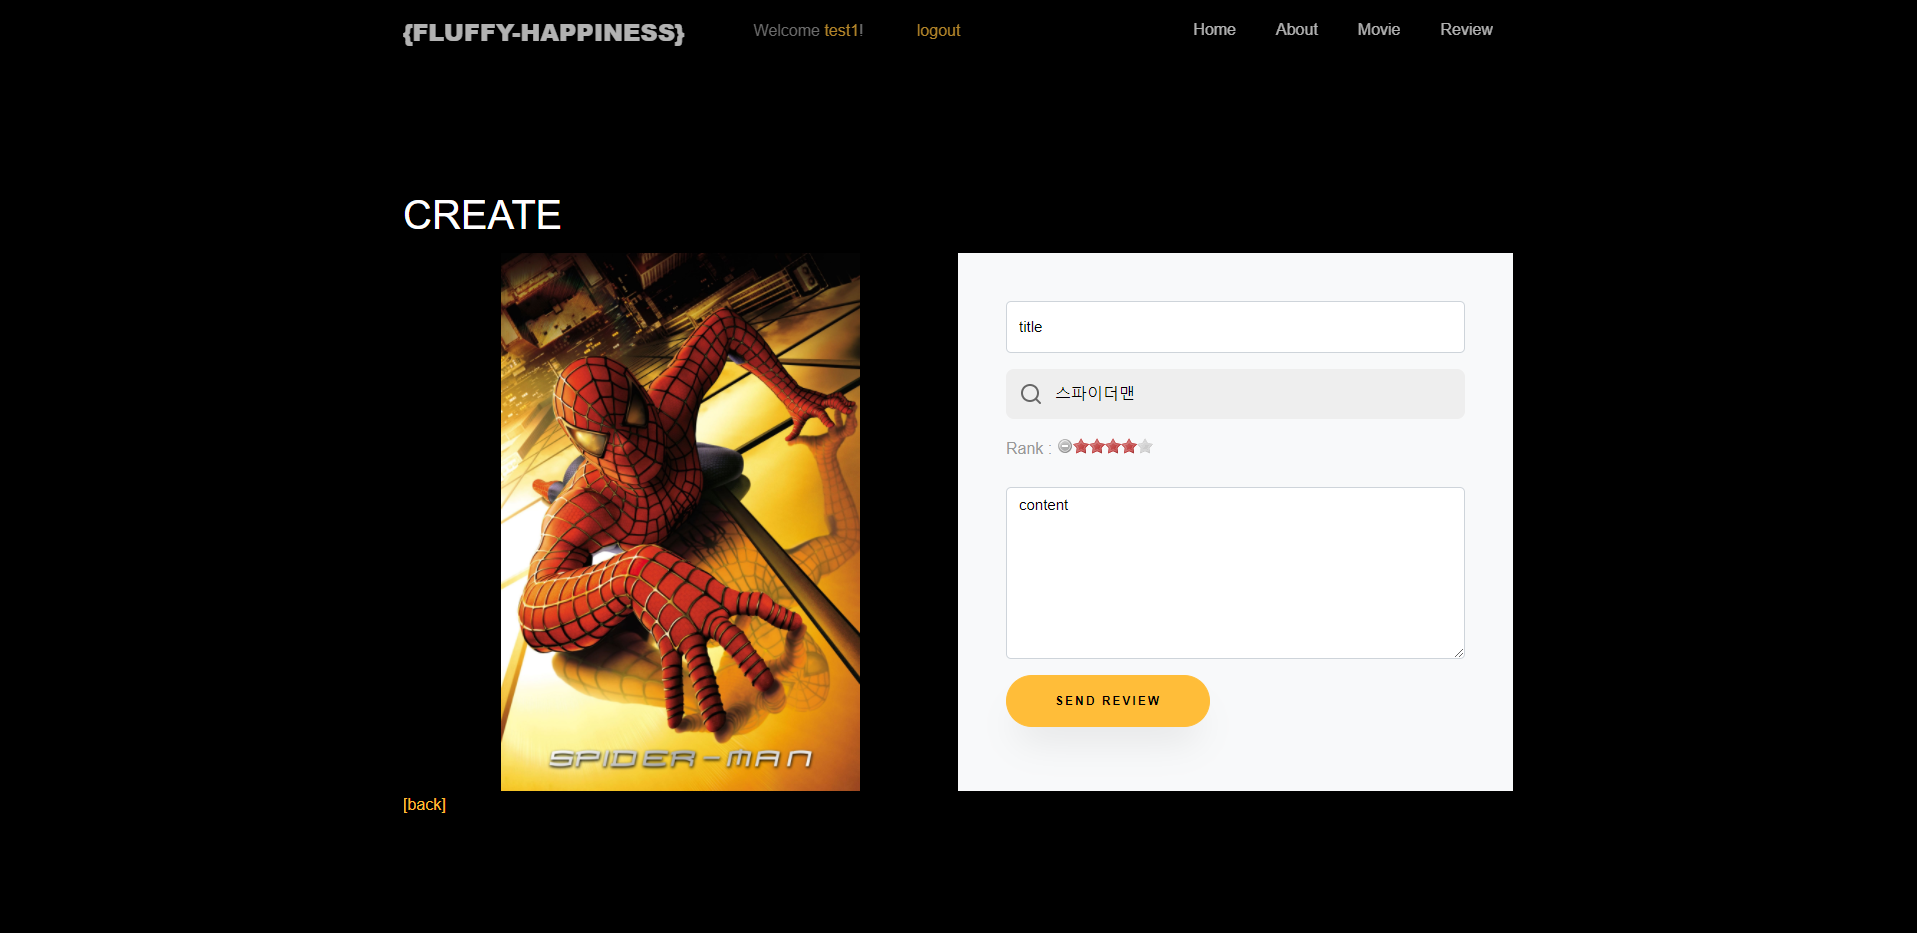 {FLUFFY-HAPPINESS}
Welcome test1!
logout
Home
About
Movie
Review
CREATE
SPIDER-MAN
title
스파이더맨
Rank :
content
SEND REVIEW
[back]